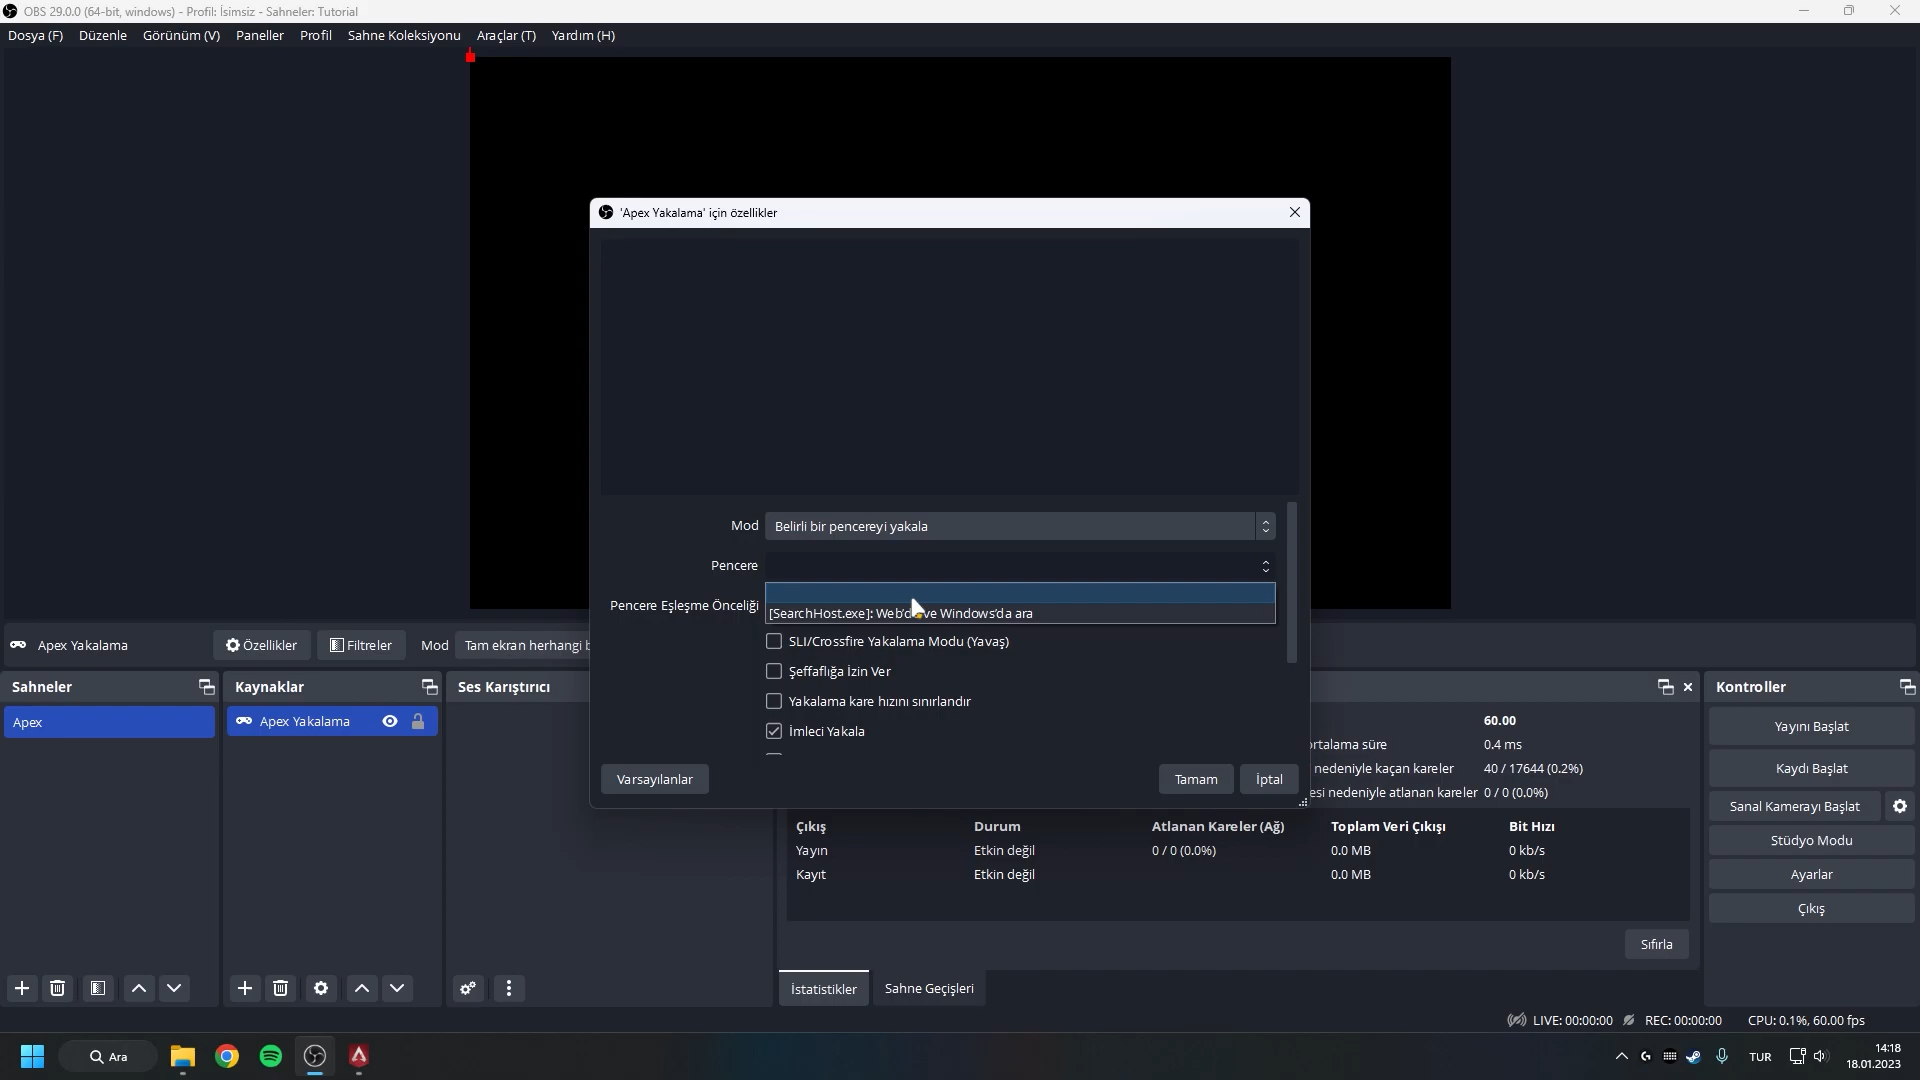 OBS 29.0.0 (64-bit, windows) - Profil: İsimsiz - Sahneler: Tutorial
Dosya (F) Düzenle Görünüm (V) Paneller Profil Sahne Koleksiyonu Araçlar (T) Yardım (H)
'Apex Yakalama' için özellikler
Mod Belirli bir pencereyi yakala
Pencere
Pencere Eşleşme Önceliği
[SearchHost.exe]: ve Windows'da ara
SLI/Crossfire Yakalama Modu (Yavaş)
Şeffaflığa İzin Ver
Yakalama kare hızını sınırlandır
İmleci Yakala
Varsayılanlar Tamam İptal
Apex Yakalama Özellikler Filtreler Mod Tam ekran herhangi
Sahneler Kaynaklar Ses Karıştırıcı Kontroller
Apex Apex Yakalama
60.00
süre 0.4 ms
nedeniyle kaçan kareler 40 / 17644 (0.2%)
nedeniyle atlanan kareler 0 / 0 (0.0%)
Çıkış Durum Atlanan Kareler (Ağ) Toplam Veri Çıkışı Bit Hızı
Yayın Etkin değil 0 / 0 (0.0%) 0.0 MB 0 kb/s
Kayıt Etkin değil 0.0 MB 0 kb/s
Sıfırla
İstatistikler Sahne Geçişleri
Yayını Başlat
Kaydı Başlat
Sanal Kamerayı Başlat
Stüdyo Modu
Ayarlar
Çıkış
LIVE: 00:00:00 REC: 00:00:00 CPU: 0.1%, 60.00 fps
Ara TUR 14:18
18.01.2023